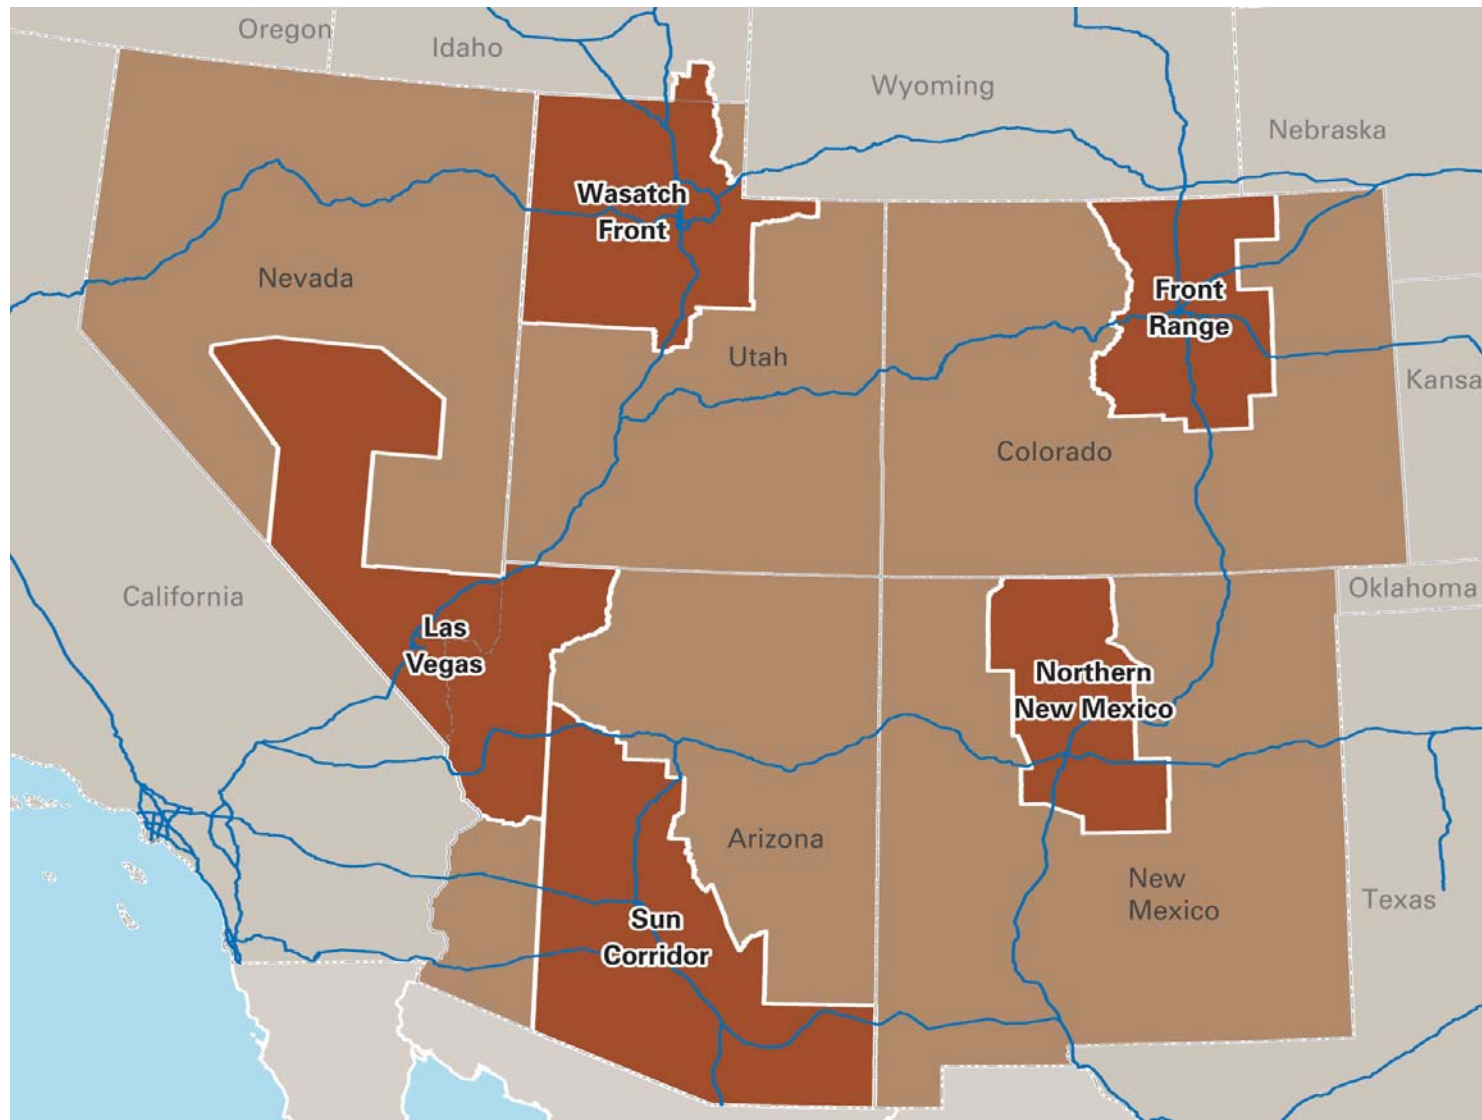 Oregon
Idaho
Wyoming
Nebraska
Wasatch
Front
Nevada
Front
Range
Utah
Kansa
Colorado
California
Oklahoma
Las
Vegas
Northern
New Mexico
Arizona
New
Mexico
Texas
Sun
Corridor